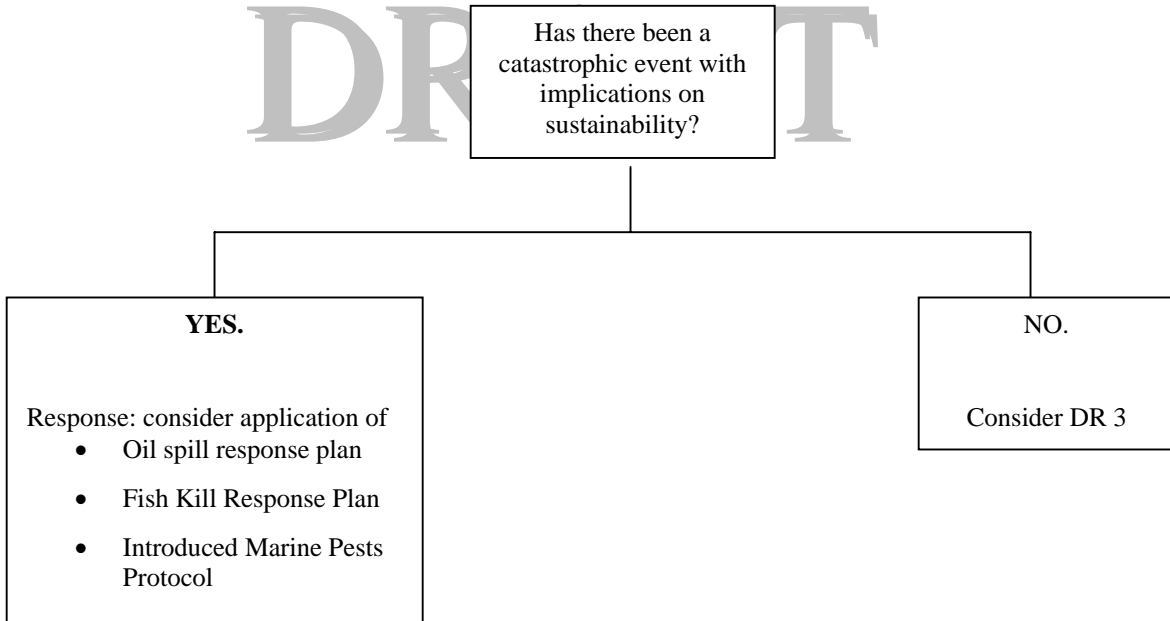 DRAFT
Has there been a
catastrophic event with
implications on
sustainability?
YES.
Response: consider application of
• Oil spill response plan
• Fish Kill Response Plan
• Introduced Marine Pests
Protocol
NO.
Consider DR 3